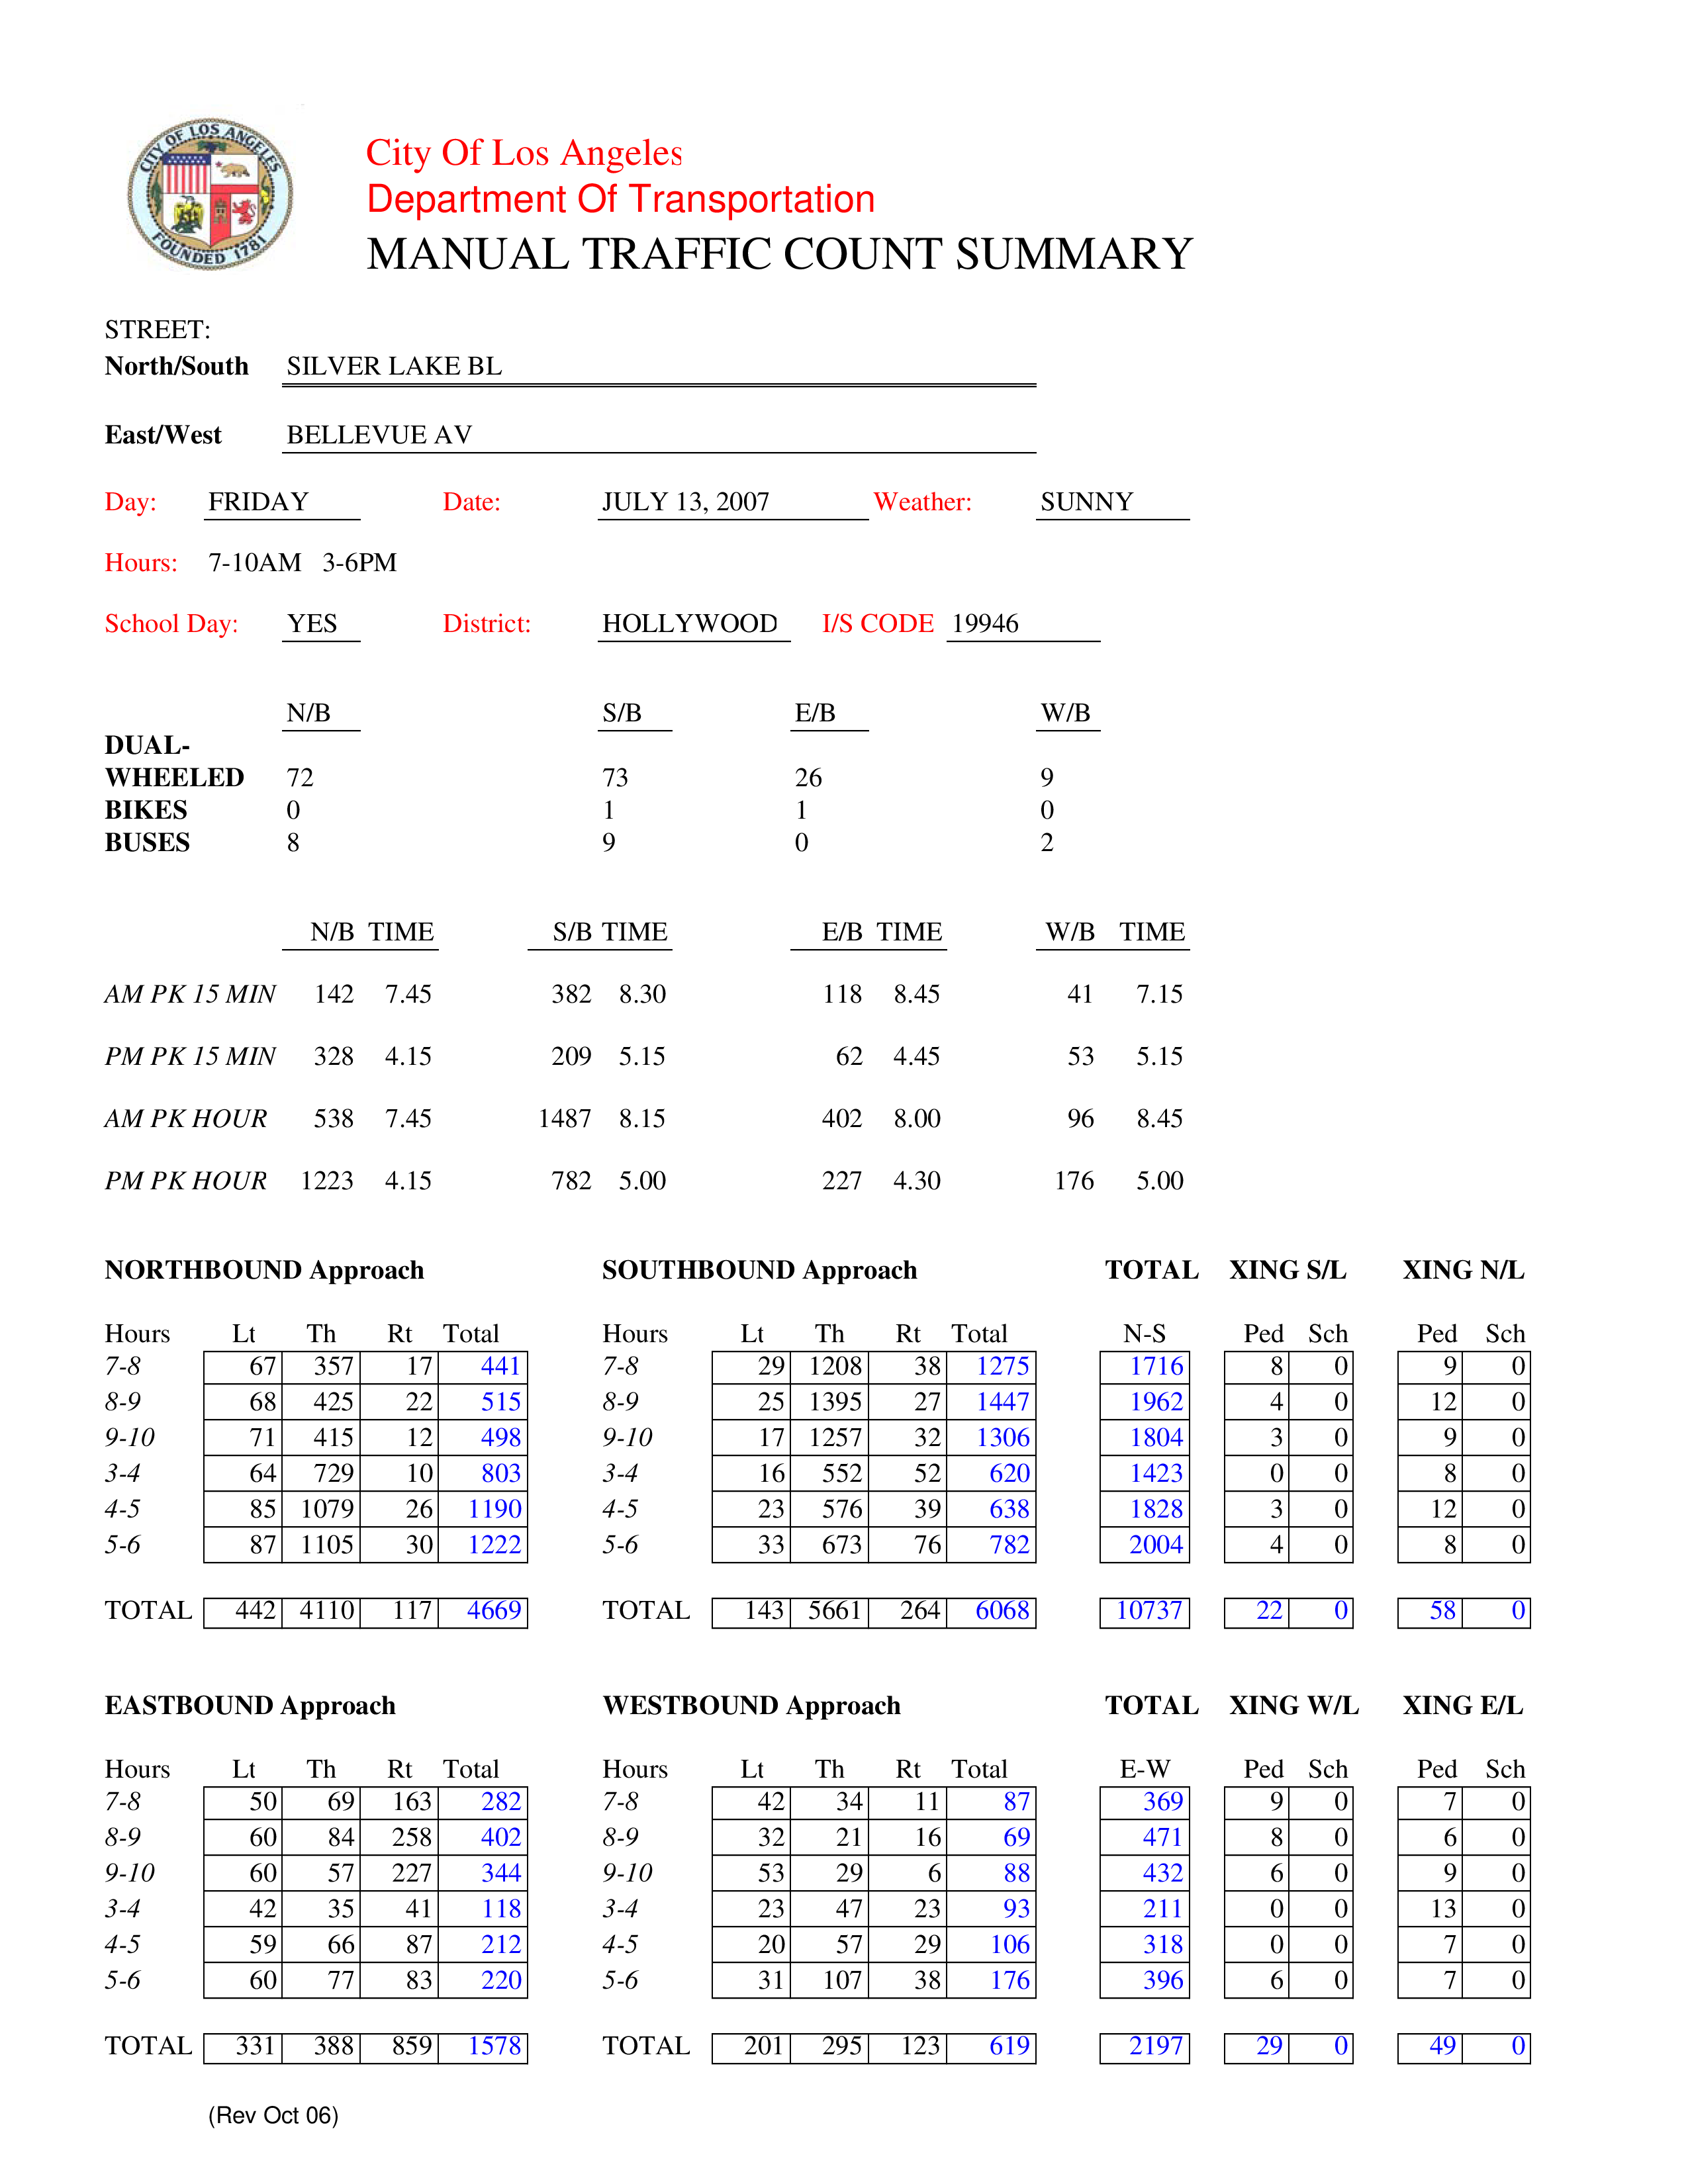 CITY OF LOS ANGELES
FOUNDED 1781
City Of Los Angeles
Department Of Transportation
MANUAL TRAFFIC COUNT SUMMARY
STREET:
North/South SILVER LAKE BL
East/West BELLEVUE AV
Day: FRIDAY Date: JULY 13, 2007 Weather: SUNNY
Hours: 7-10AM 3-6PM
School Day: YES District: HOLLYWOOD I/S CODE 19946
N/B S/B E/B W/B
DUAL-
WHEELED 72 73 26 9
BIKES 0 1 1 0
BUSES 8 9 0 2
N/B TIME S/B TIME E/B TIME W/B TIME
AM PK 15 MIN 142 7.45 382 8.30 118 8.45 41 7.15
PM PK 15 MIN 328 4.15 209 5.15 62 4.45 53 5.15
AM PK HOUR 538 7.45 1487 8.15 402 8.00 96 8.45
PM PK HOUR 1223 4.15 782 5.00 227 4.30 176 5.00
NORTHBOUND Approach SOUTHBOUND Approach TOTAL XING S/L XING N/L
Hours Lt Th Rt Total Hours Lt Th Rt Total N-S Ped Sch Ped Sch
7-8 67 357 17 441 7-8 29 1208 38 1275 1716 8 0 9 0
8-9 68 425 22 515 8-9 25 1395 27 1447 1962 4 0 12 0
9-10 71 415 12 498 9-10 17 1257 32 1306 1804 3 0 9 0
3-4 64 729 10 803 3-4 16 552 52 620 1423 0 0 8 0
4-5 85 1079 26 1190 4-5 23 576 39 638 1828 3 0 12 0
5-6 87 1105 30 1222 5-6 33 673 76 782 2004 4 0 8 0
TOTAL 442 4110 117 4669 TOTAL 143 5661 264 6068 10737 22 0 58 0
EASTBOUND Approach WESTBOUND Approach TOTAL XING W/L XING E/L
Hours Lt Th Rt Total Hours Lt Th Rt Total E-W Ped Sch Ped Sch
7-8 50 69 163 282 7-8 42 34 11 87 369 9 0 7 0
8-9 60 84 258 402 8-9 32 21 16 69 471 8 0 6 0
9-10 60 57 227 344 9-10 53 29 6 88 432 6 0 9 0
3-4 42 35 41 118 3-4 23 47 23 93 211 0 0 13 0
4-5 59 66 87 212 4-5 20 57 29 106 318 0 0 7 0
5-6 60 77 83 220 5-6 31 107 38 176 396 6 0 7 0
TOTAL 331 388 859 1578 TOTAL 201 295 123 619 2197 29 0 49 0
(Rev Oct 06)